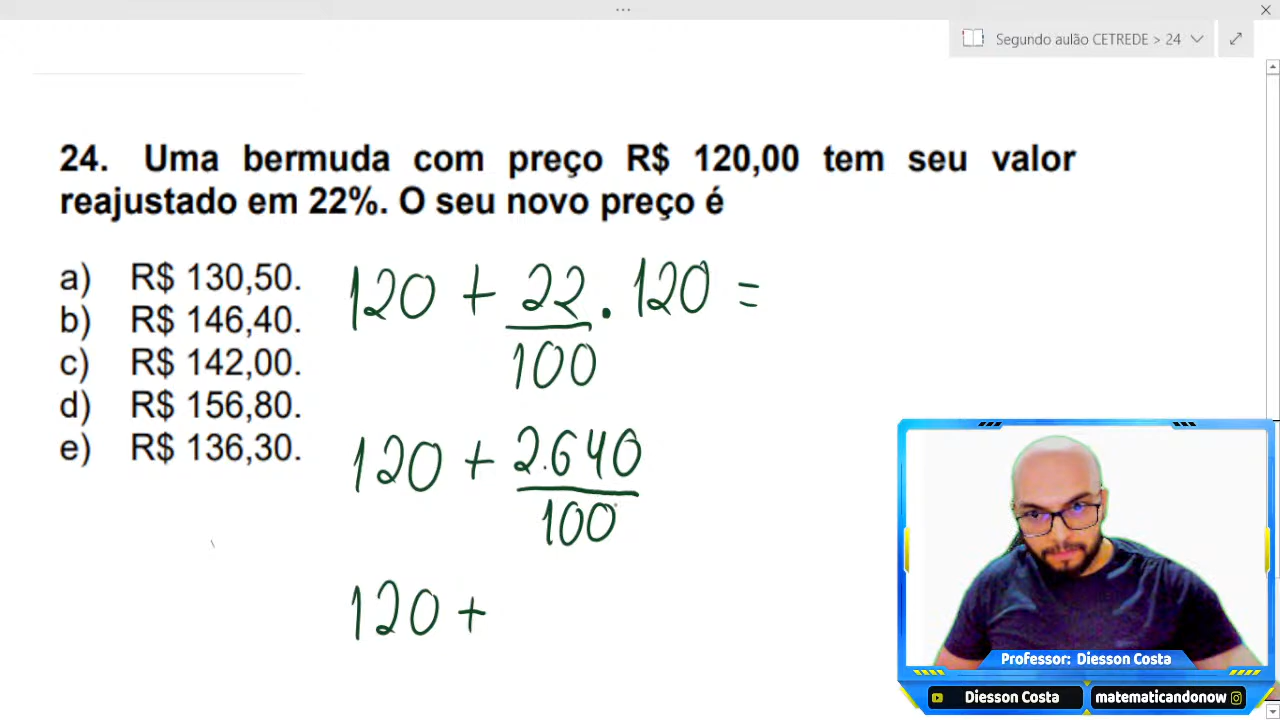 Segundo aulão CETREDE > 24
24. Uma bermuda com preço R$ 120,00 tem seu valor
reajustado em 22%. O seu novo preço é
a) R$ 130,50.
b) R$ 146,40.
c) R$ 142,00.
d) R$ 156,80.
e) R$ 136,30.
120 + 22/100 . 120 =
120 + 2.640/100
120 +
Professor: Diesson Costa
Diesson Costa
matematicandonow